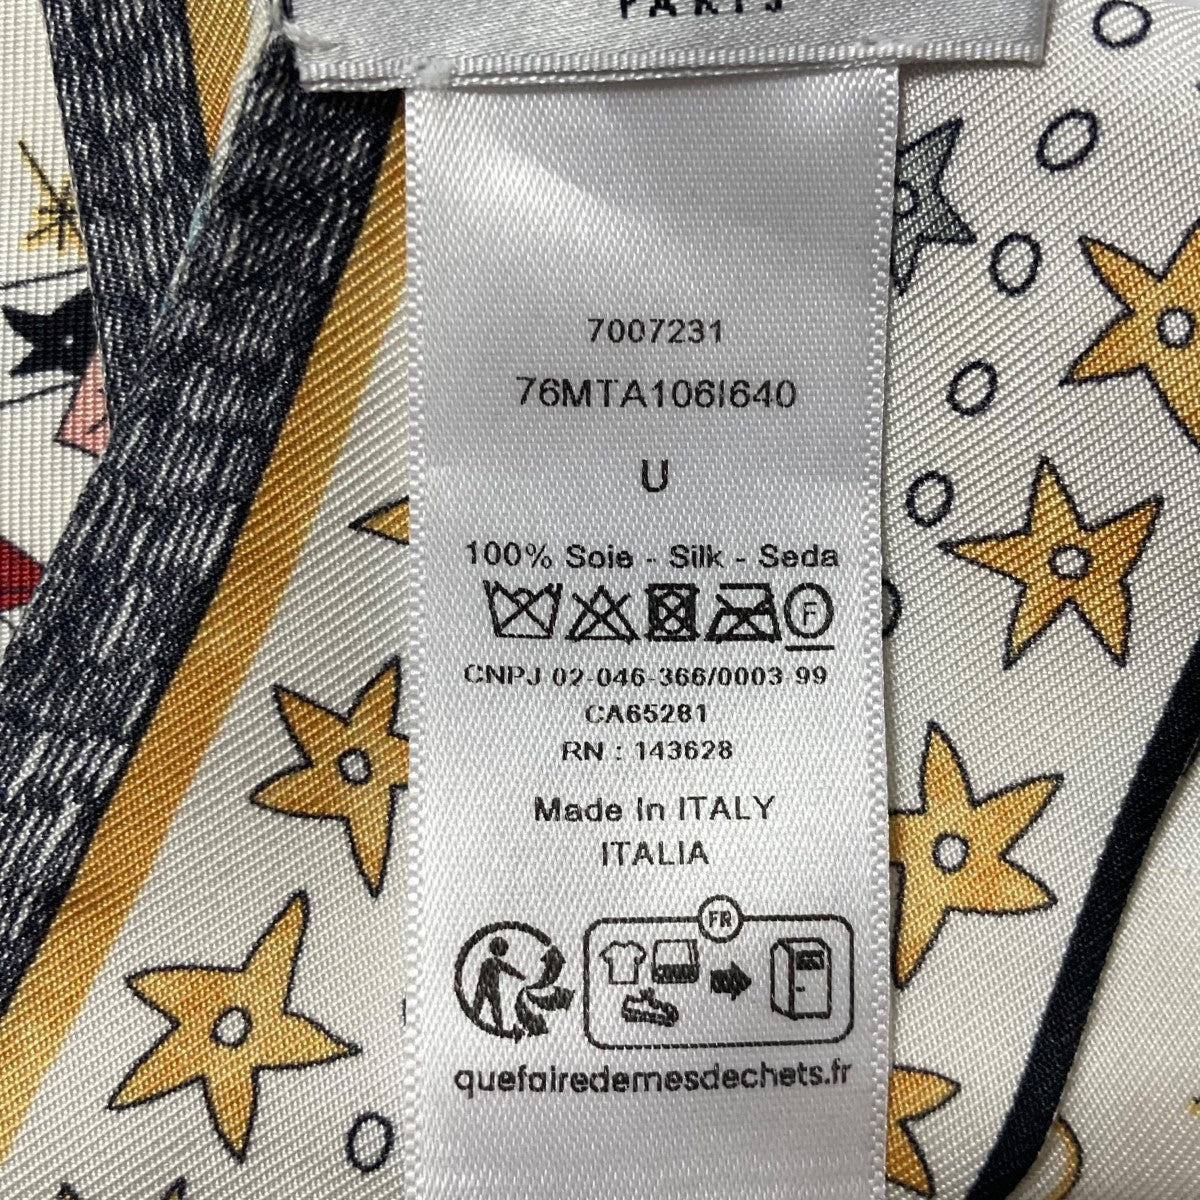 PARIS
7007231
76MTA106I640
U
100% Soie - Silk - Seda
F
CNPJ 02-046-366/0003-99
CA65281
RN : 143628
Made In ITALY
ITALIA
FR
quefairedemesdechets.fr